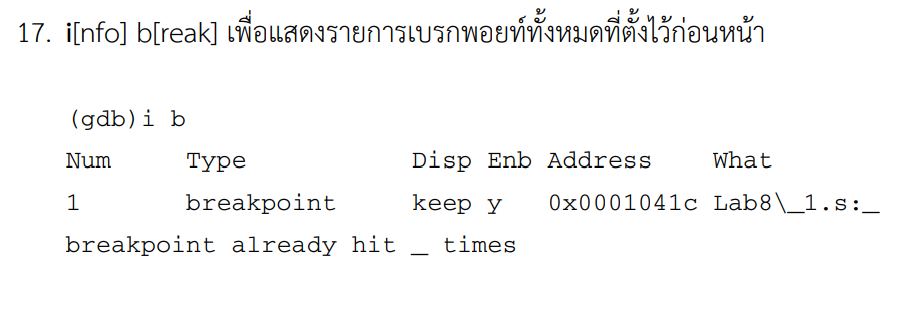 17. i[nfo] b[reak] เพื่อแสดงรายการเบรกพอยท์ทั้งหมดที่ตั้งไว้ก่อนหน้า
(gdb)i b
Num Type Disp Enb Address What
1 breakpoint keep y 0x0001041c Lab8\_1.s:_
breakpoint already hit _ times